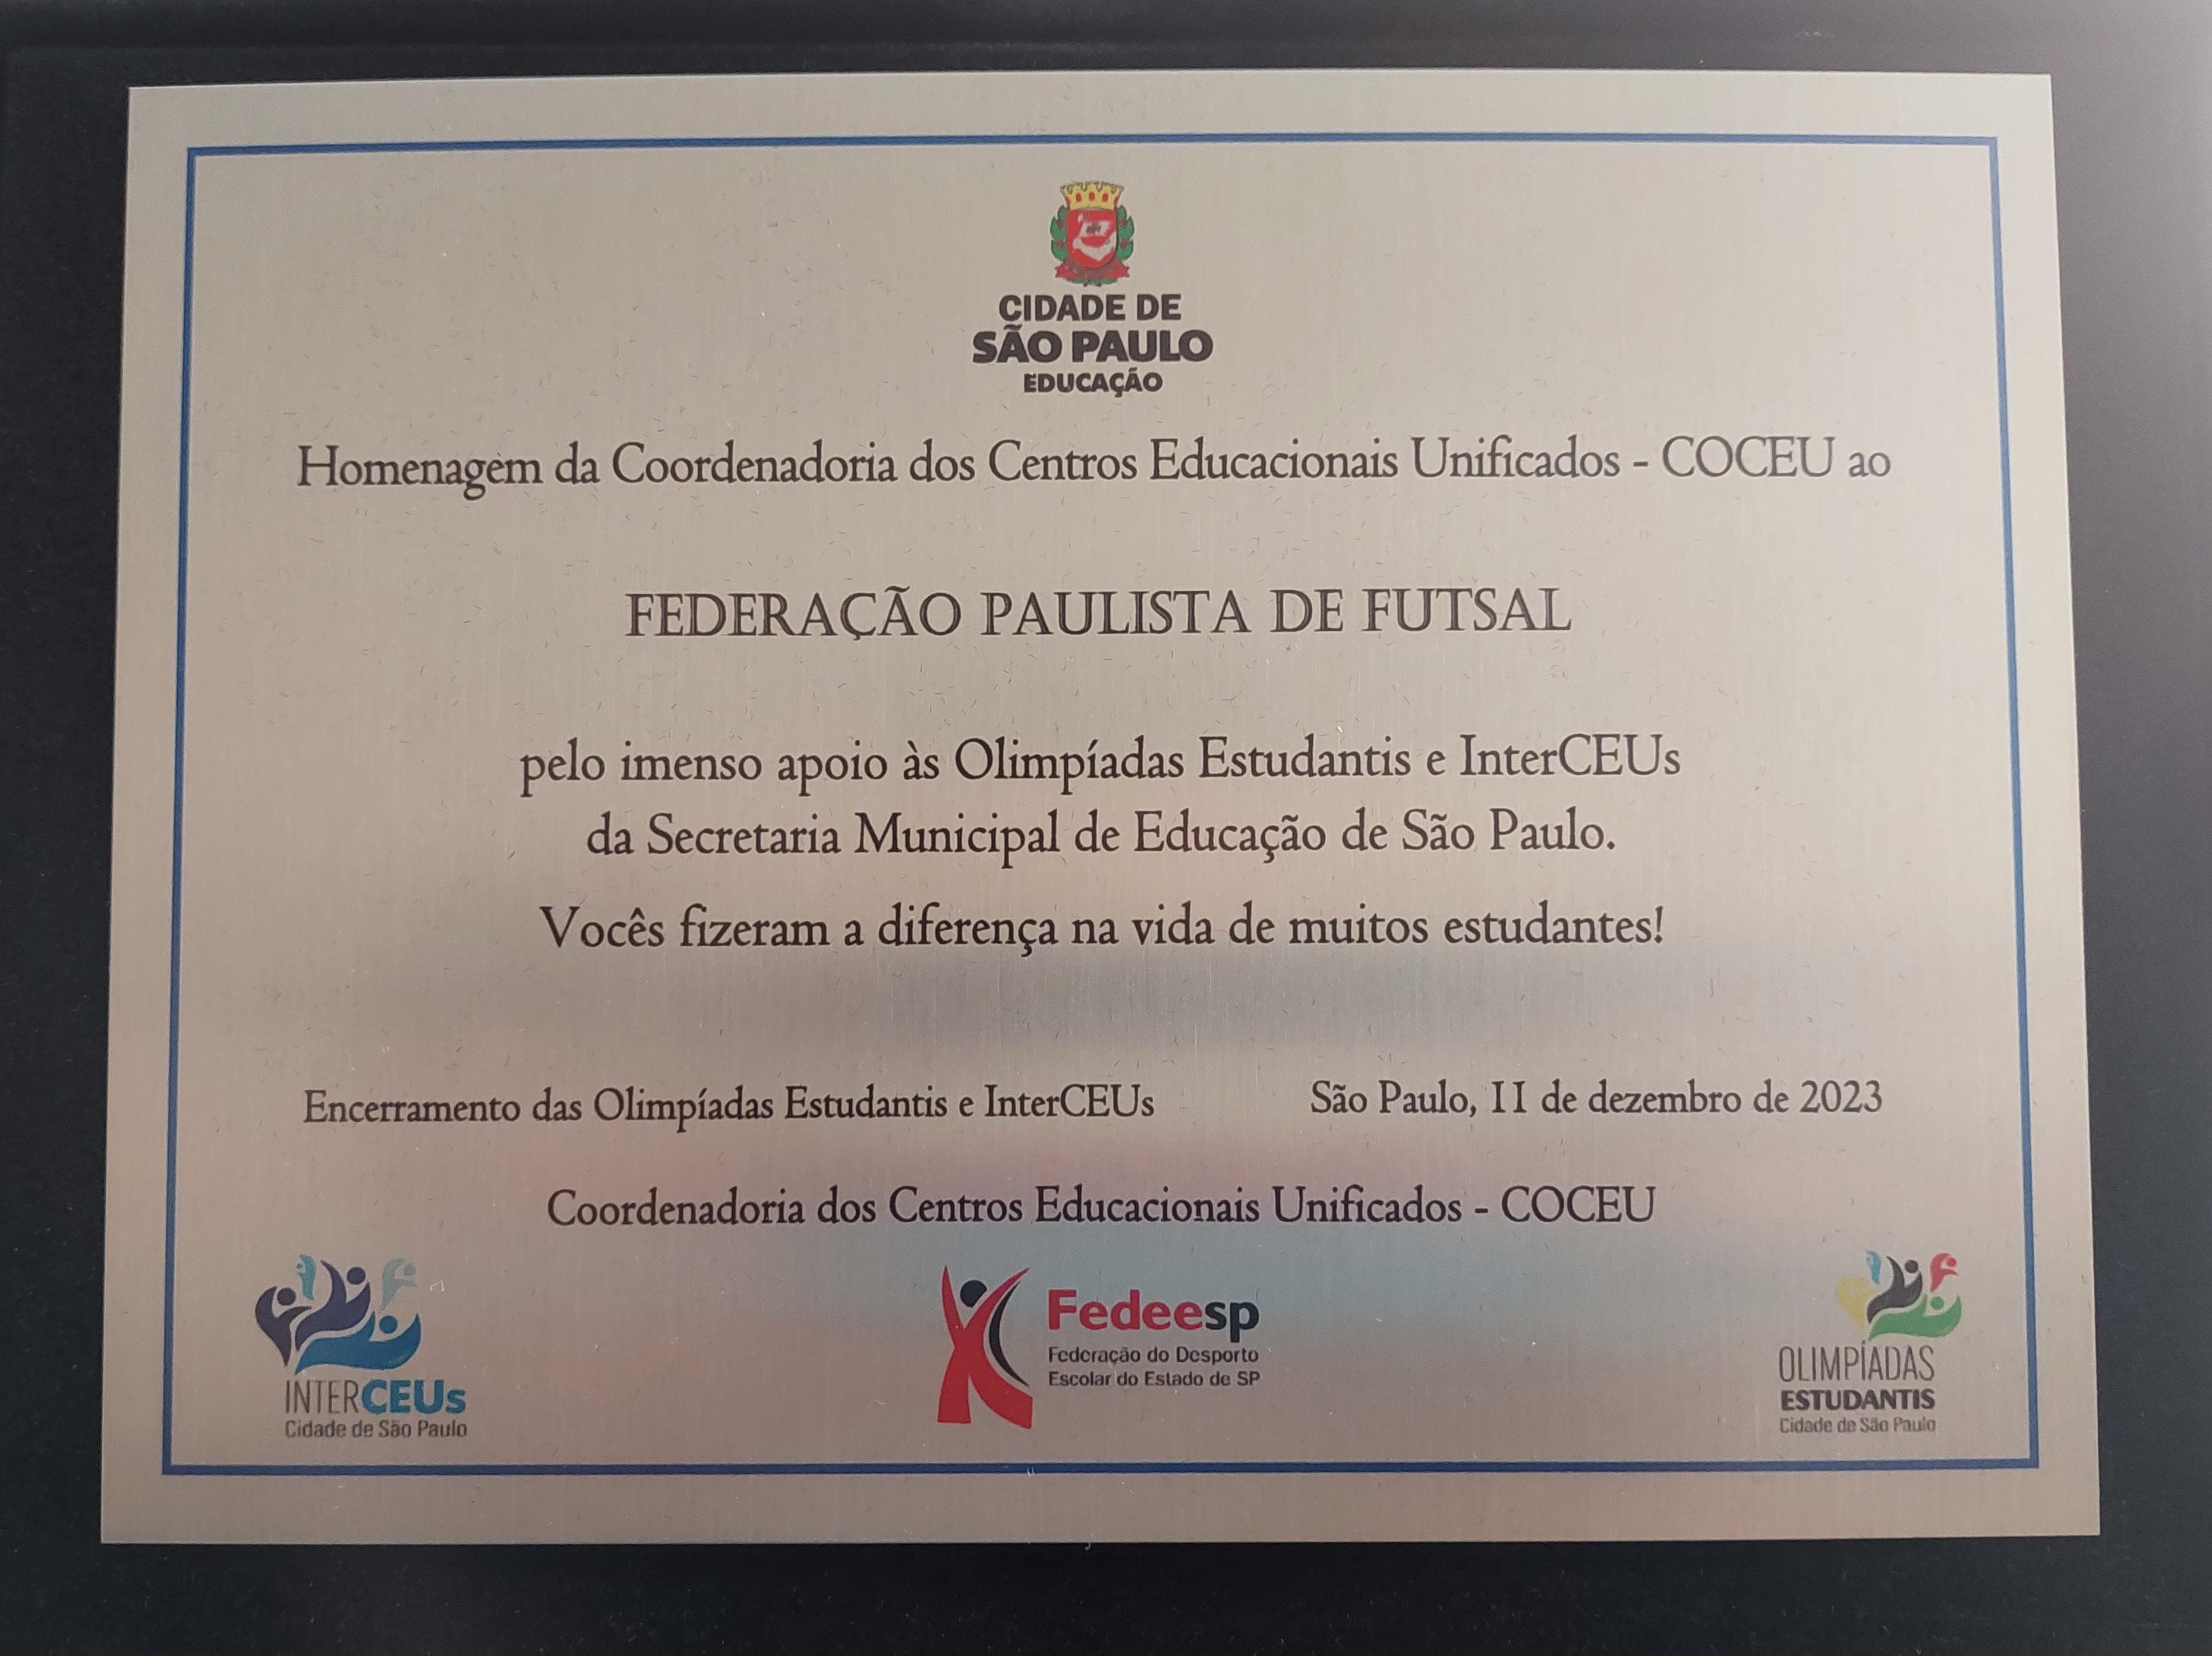 CIDADE DE
SÃO PAULO
EDUCAÇÃO
Homenagem da Coordenadoria dos Centros Educacionais Unificados - COCEU ao
FEDERAÇÃO PAULISTA DE FUTSAL
pelo imenso apoio às Olimpíadas Estudantis e InterCEUs
da Secretaria Municipal de Educação de São Paulo.
Vocês fizeram a diferença na vida de muitos estudantes!
Encerramento das Olimpíadas Estudantis e InterCEUs
São Paulo, 11 de dezembro de 2023
Coordenadoria dos Centros Educacionais Unificados - COCEU
INTERCEUs
Cidade de São Paulo
Fedeesp
Federação do Desporto
Escolar do Estado de SP
OLIMPÍADAS
ESTUDANTIS
Cidade de São Paulo